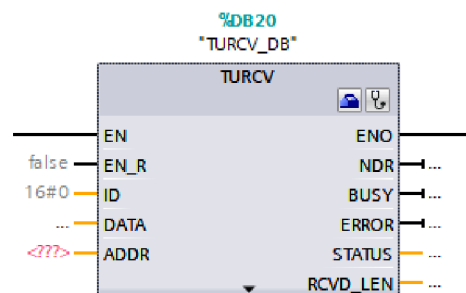 %DB20
"TURCV_DB"
TURCV
EN ENO
false EN_R NDR ...
16#0 ID BUSY ...
... DATA ERROR ...
<???> ADDR STATUS ...
RCVD_LEN ...